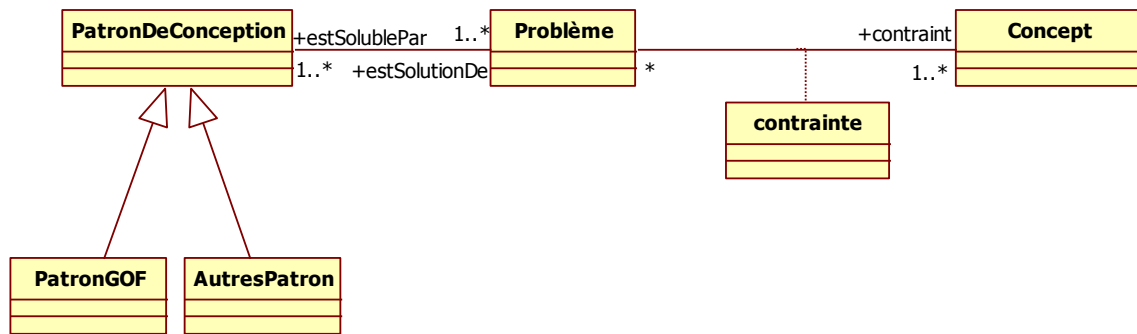 PatronDeConception
+estSolublePar 1..*
1..* +estSolutionDe
Problème
*
+contraint
1..*
Concept
contrainte
PatronGOF
AutresPatron